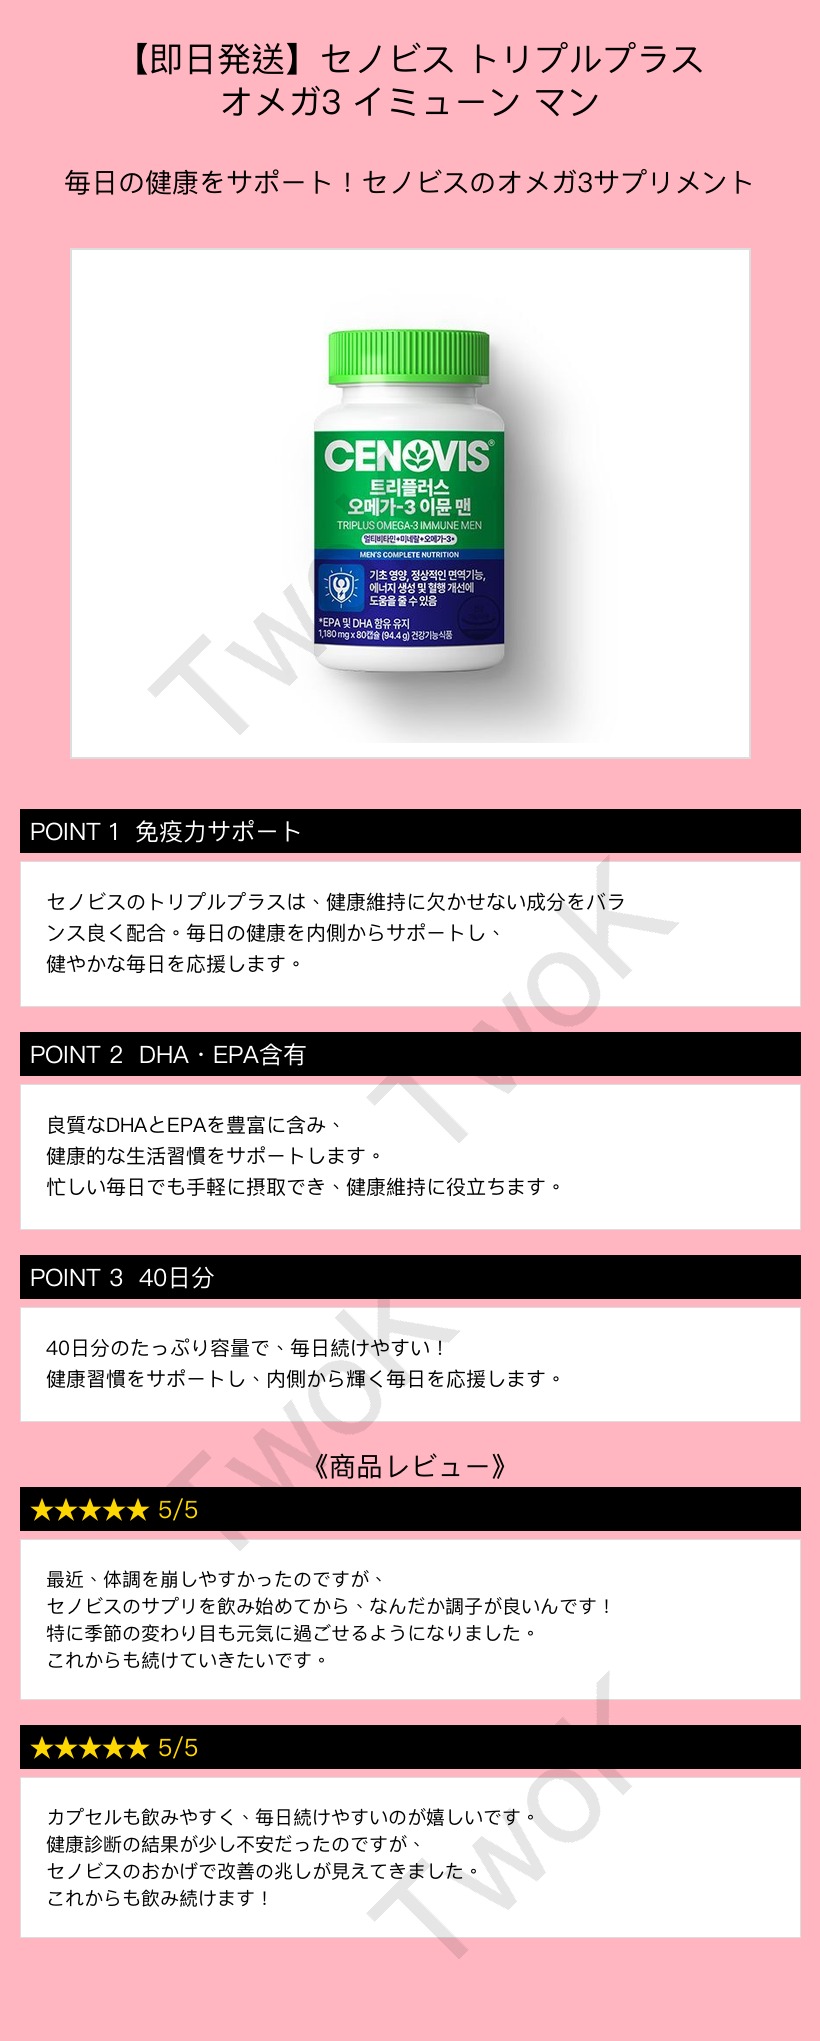 【即日発送】セノビス トリプルプラス
オメガ3 イミューン マン
毎日の健康をサポート！セノビスのオメガ3サプリメント
CENOVIS®
트리플러스
오메가-3 이뮨 맨
TRIPLUS OMEGA-3 IMMUNE MEN
멀티비타민+미네랄+오메가-3*
MEN'S COMPLETE NUTRITION
기초 영양, 정상적인 면역기능,
에너지 생성 및 혈행 개선에
도움을 줄 수 있음
*EPA 및 DHA 함유 유지
1,180 mg x 80캡슐 (94.4 g) 건강기능식품
POINT 1 免疫力サポート
セノビスのトリプルプラスは、健康維持に欠かせない成分をバラ
ンス良く配合。毎日の健康を内側からサポートし、
健やかな毎日を応援します。
TwoK
POINT 2 DHA・EPA含有
良質なDHAとEPAを豊富に含み、
健康的な生活習慣をサポートします。
忙しい毎日でも手軽に摂取でき、健康維持に役立ちます。
POINT 3 40日分
40日分のたっぷり容量で、毎日続けやすい！
健康習慣をサポートし、内側から輝く毎日を応援します。
TwoK
《商品レビュー》
★★★★★ 5/5
最近、体調を崩しやすかったのですが、
セノビスのサプリを飲み始めてから、なんだか調子が良いんです！
特に季節の変わり目も元気に過ごせるようになりました。
これからも続けていきたいです。
★★★★★ 5/5
カプセルも飲みやすく、毎日続けやすいのが嬉しいです。
健康診断の結果が少し不安だったのですが、
セノビスのおかげで改善の兆しが見えてきました。
これからも飲み続けます！
TwoK